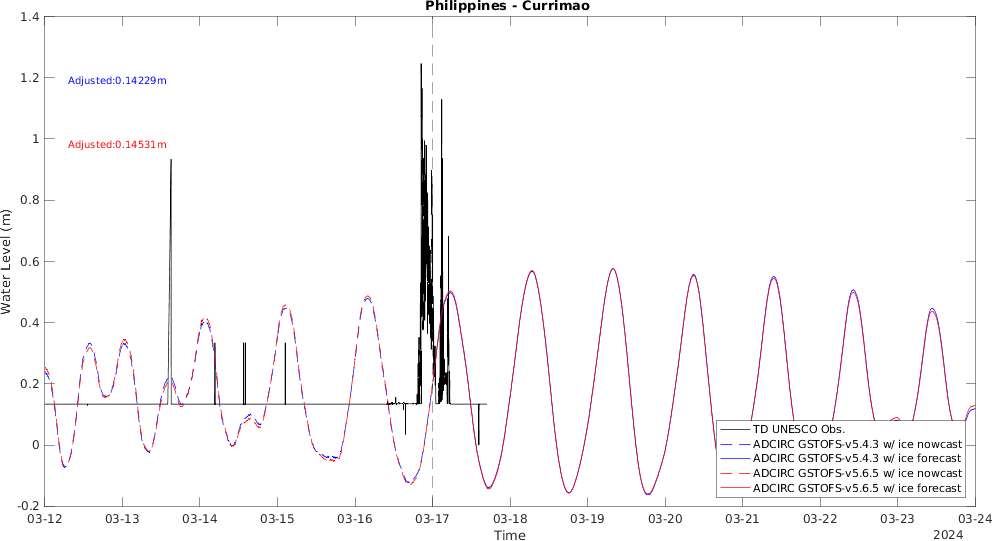 Philippines - Currimao
1.4
1.2
1
0.8
0.6
0.4
0.2
0
-0.2
Water Level (m)
Adjusted:0.14229m
Adjusted:0.14531m
TD UNESCO Obs.
ADCIRC GSTOFS-v5.4.3 w/ ice nowcast
ADCIRC GSTOFS-v5.4.3 w/ ice forecast
ADCIRC GSTOFS-v5.6.5 w/ ice nowcast
ADCIRC GSTOFS-v5.6.5 w/ ice forecast
03-12 03-13 03-14 03-15 03-16 03-17 03-18 03-19 03-20 03-21 03-22 03-23 03-24
Time
2024